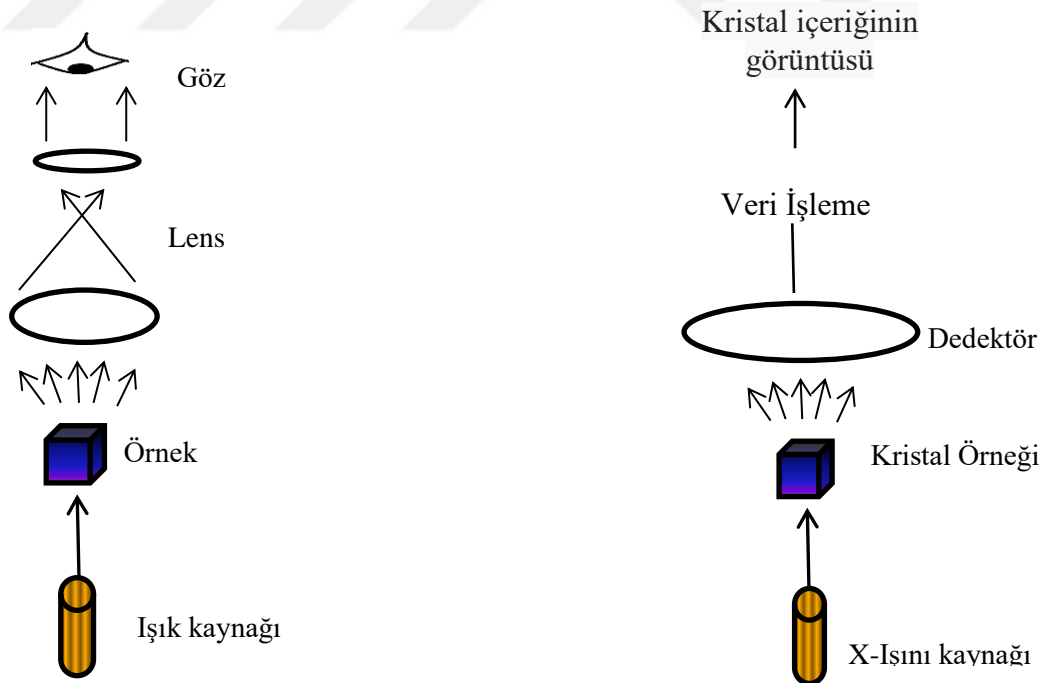 Göz
Lens
Örnek
Işık kaynağı
Kristal içeriğinin
görüntüsü
Veri İşleme
Dedektör
Kristal Örneği
X-Işını kaynağı